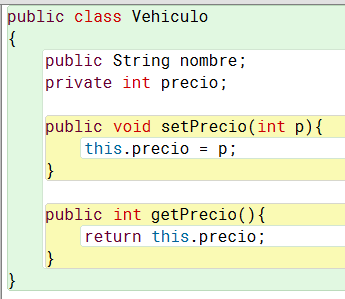 public class Vehiculo
{
public String nombre;
private int precio;
public void setPrecio(int p){
this.precio = p;
}
public int getPrecio(){
return this.precio;
}
}